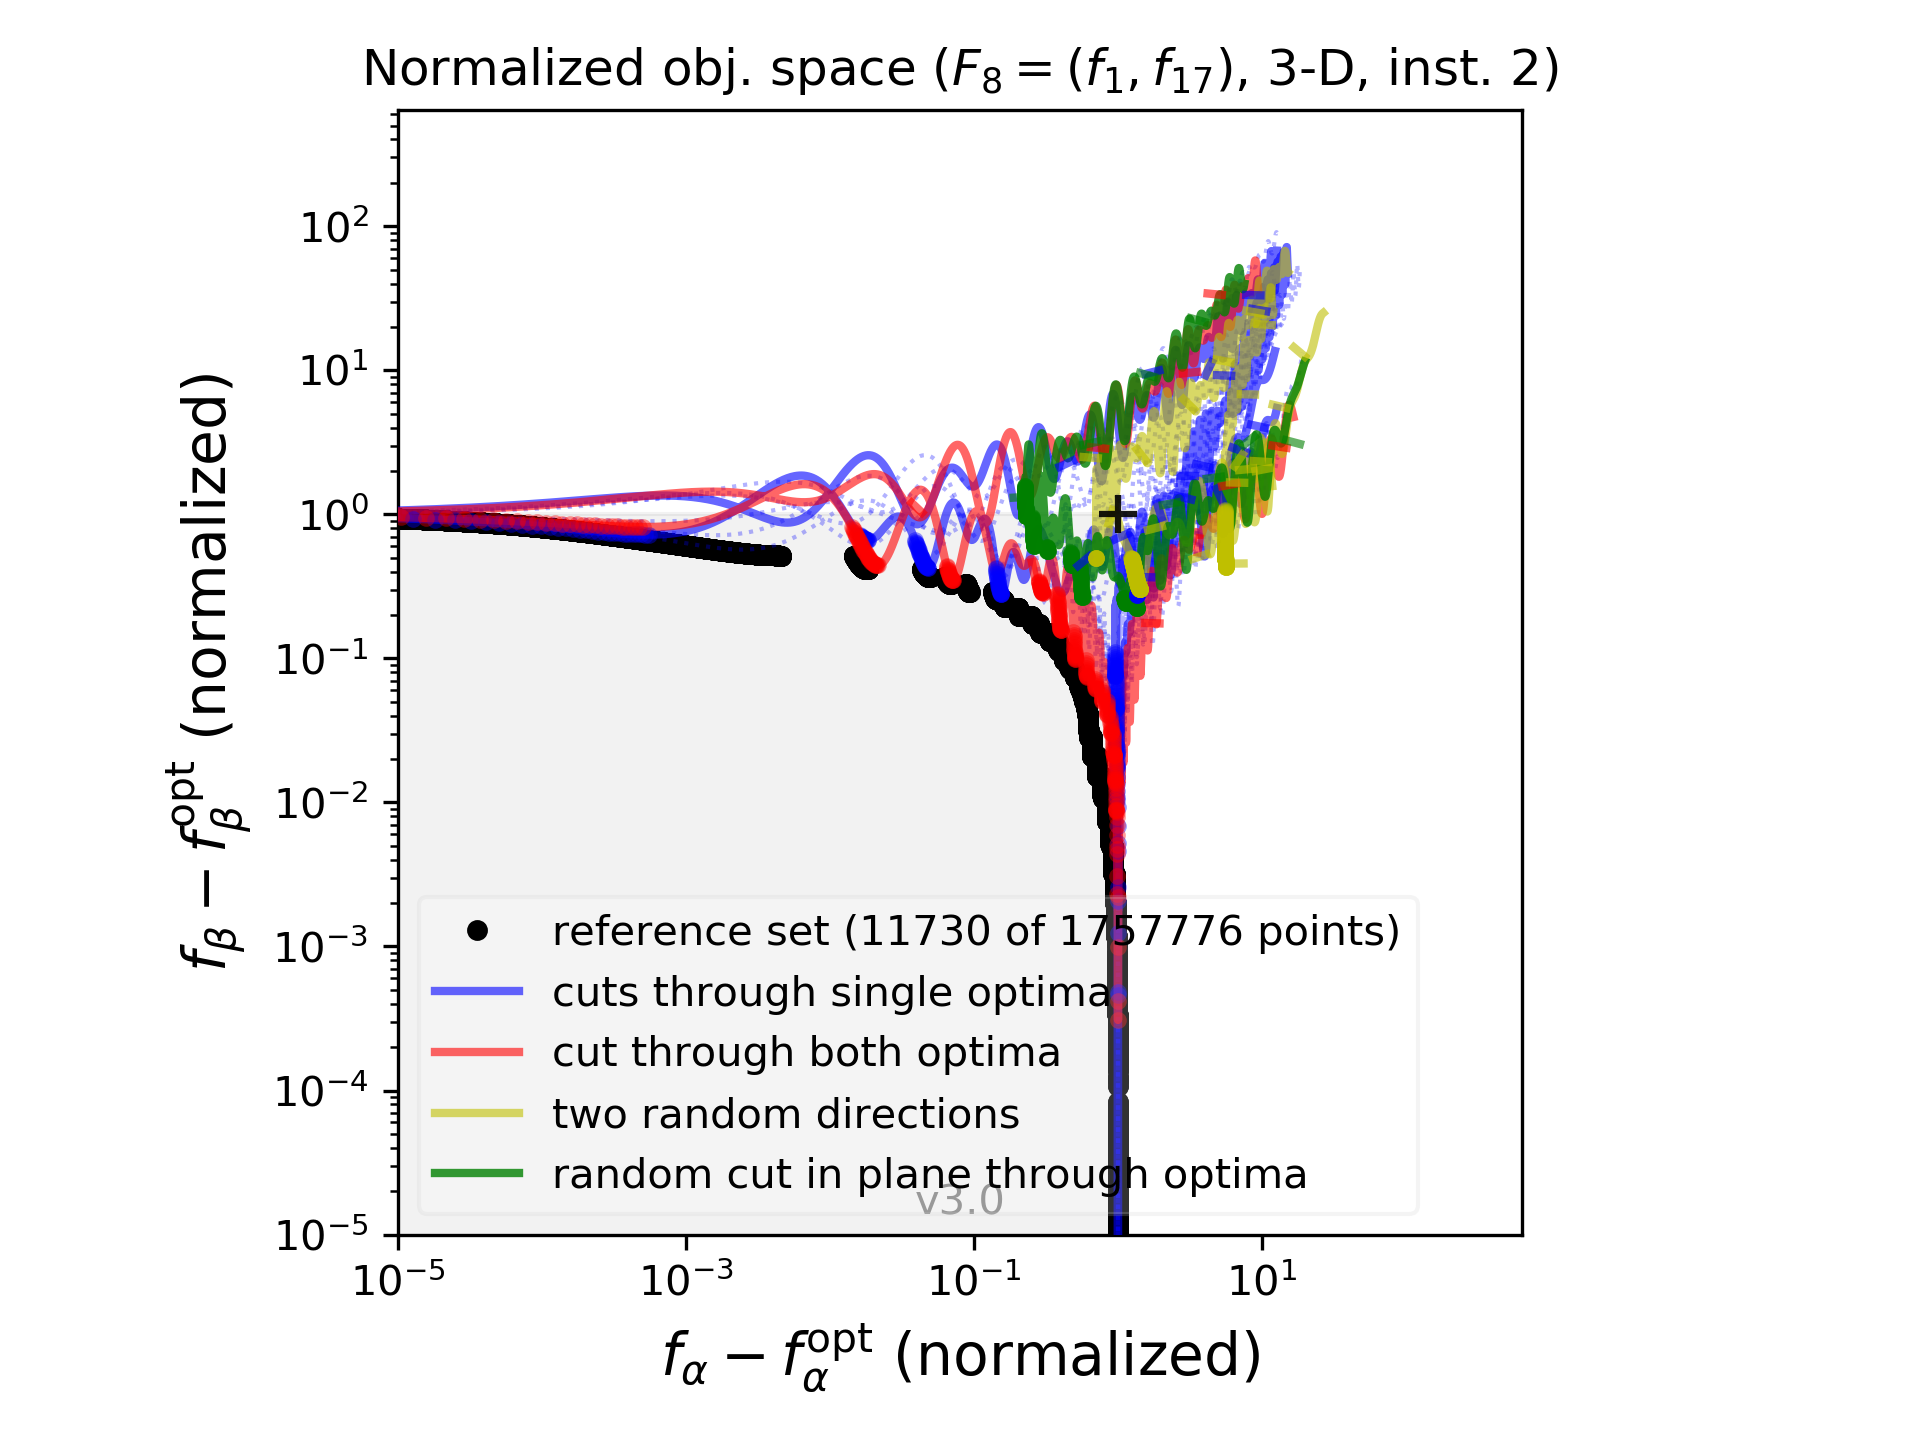 Normalized obj. space (F₈ = (f₁, f₁₇), 3-D, inst. 2)
10²
10¹
10⁰
10⁻¹
10⁻²
10⁻³
10⁻⁴
10⁻⁵
f_β − f_β^opt (normalized)
reference set (11730 of 1757776 points)
cuts through single optima
cut through both optima
two random directions
random cut in plane through optima
v3.0
10⁻⁵ 10⁻³ 10⁻¹ 10¹
f_α − f_α^opt (normalized)